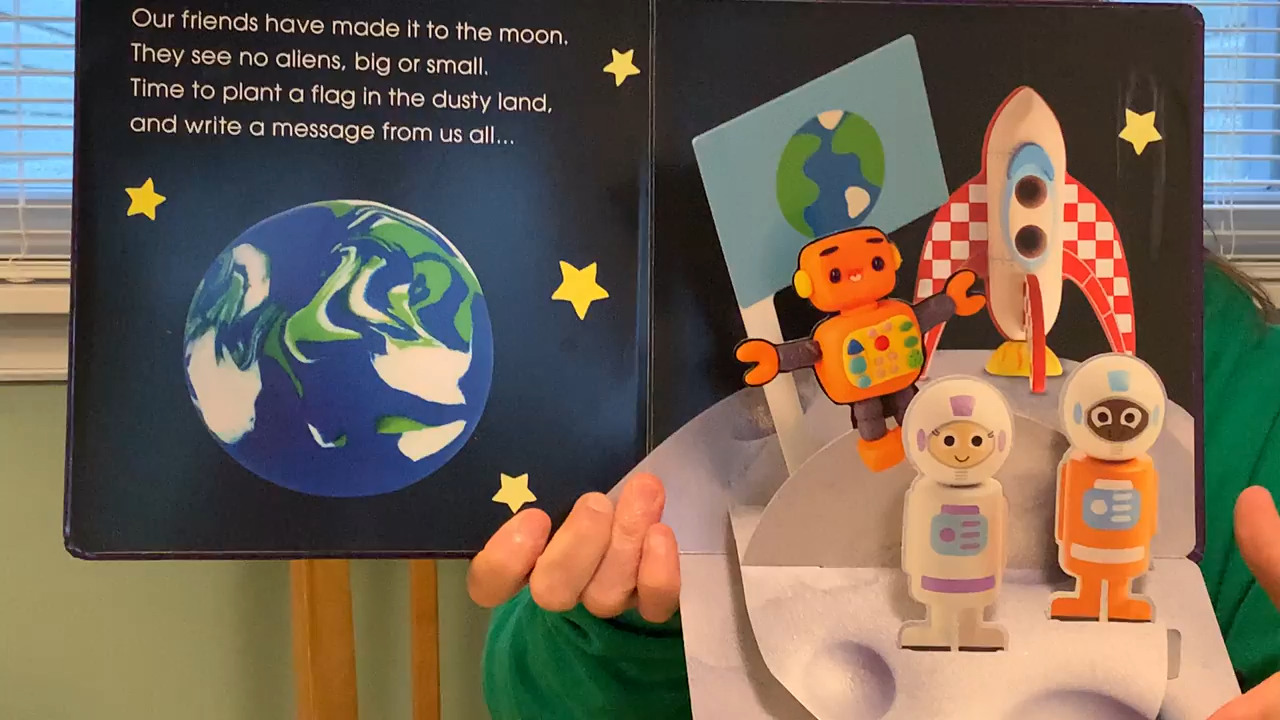 Our friends have made it to the moon.
They see no aliens, big or small.
Time to plant a flag in the dusty land,
and write a message from us all...